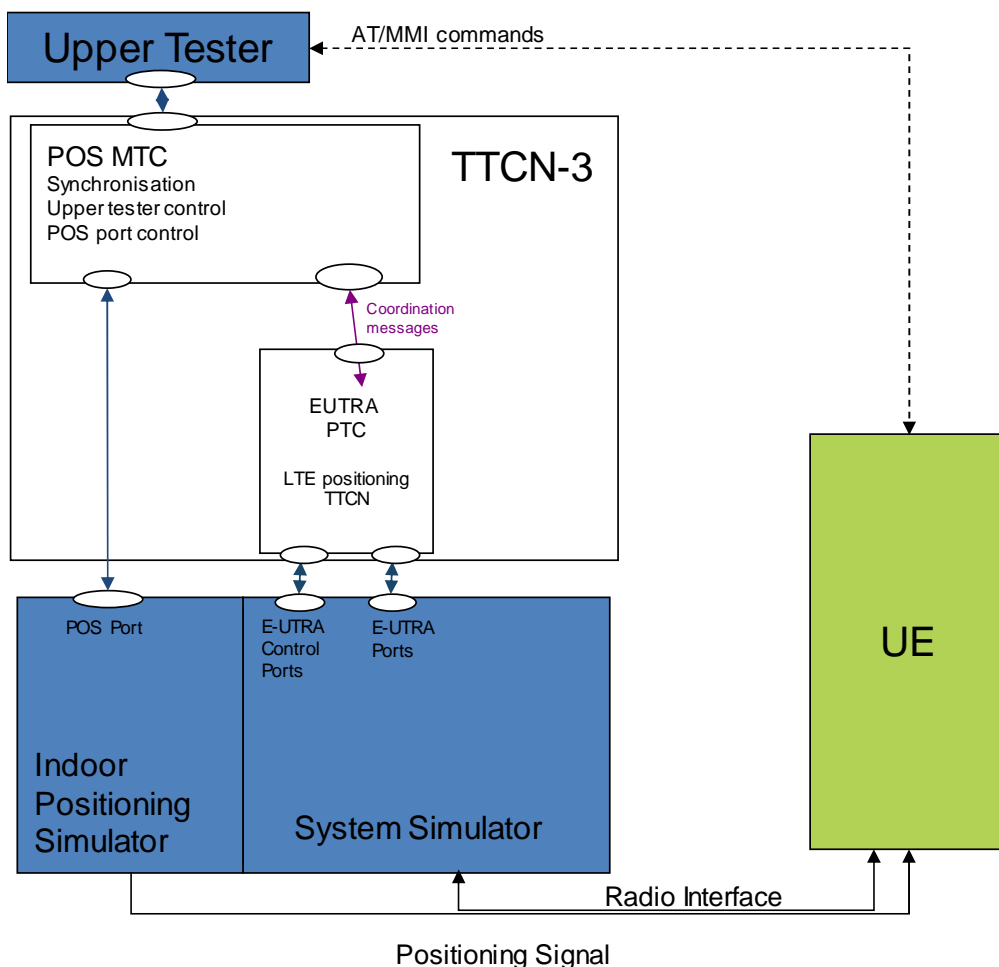 Upper Tester
AT/MMI commands
POS MTC
Synchronisation
Upper tester control
POS port control
TTCN-3
Coordination
messages
EUTRA
PTC
LTE positioning
TTCN
POS Port
E-UTRA
Control
Ports
E-UTRA
Ports
Indoor
Positioning
Simulator
System Simulator
UE
Radio Interface
Positioning Signal